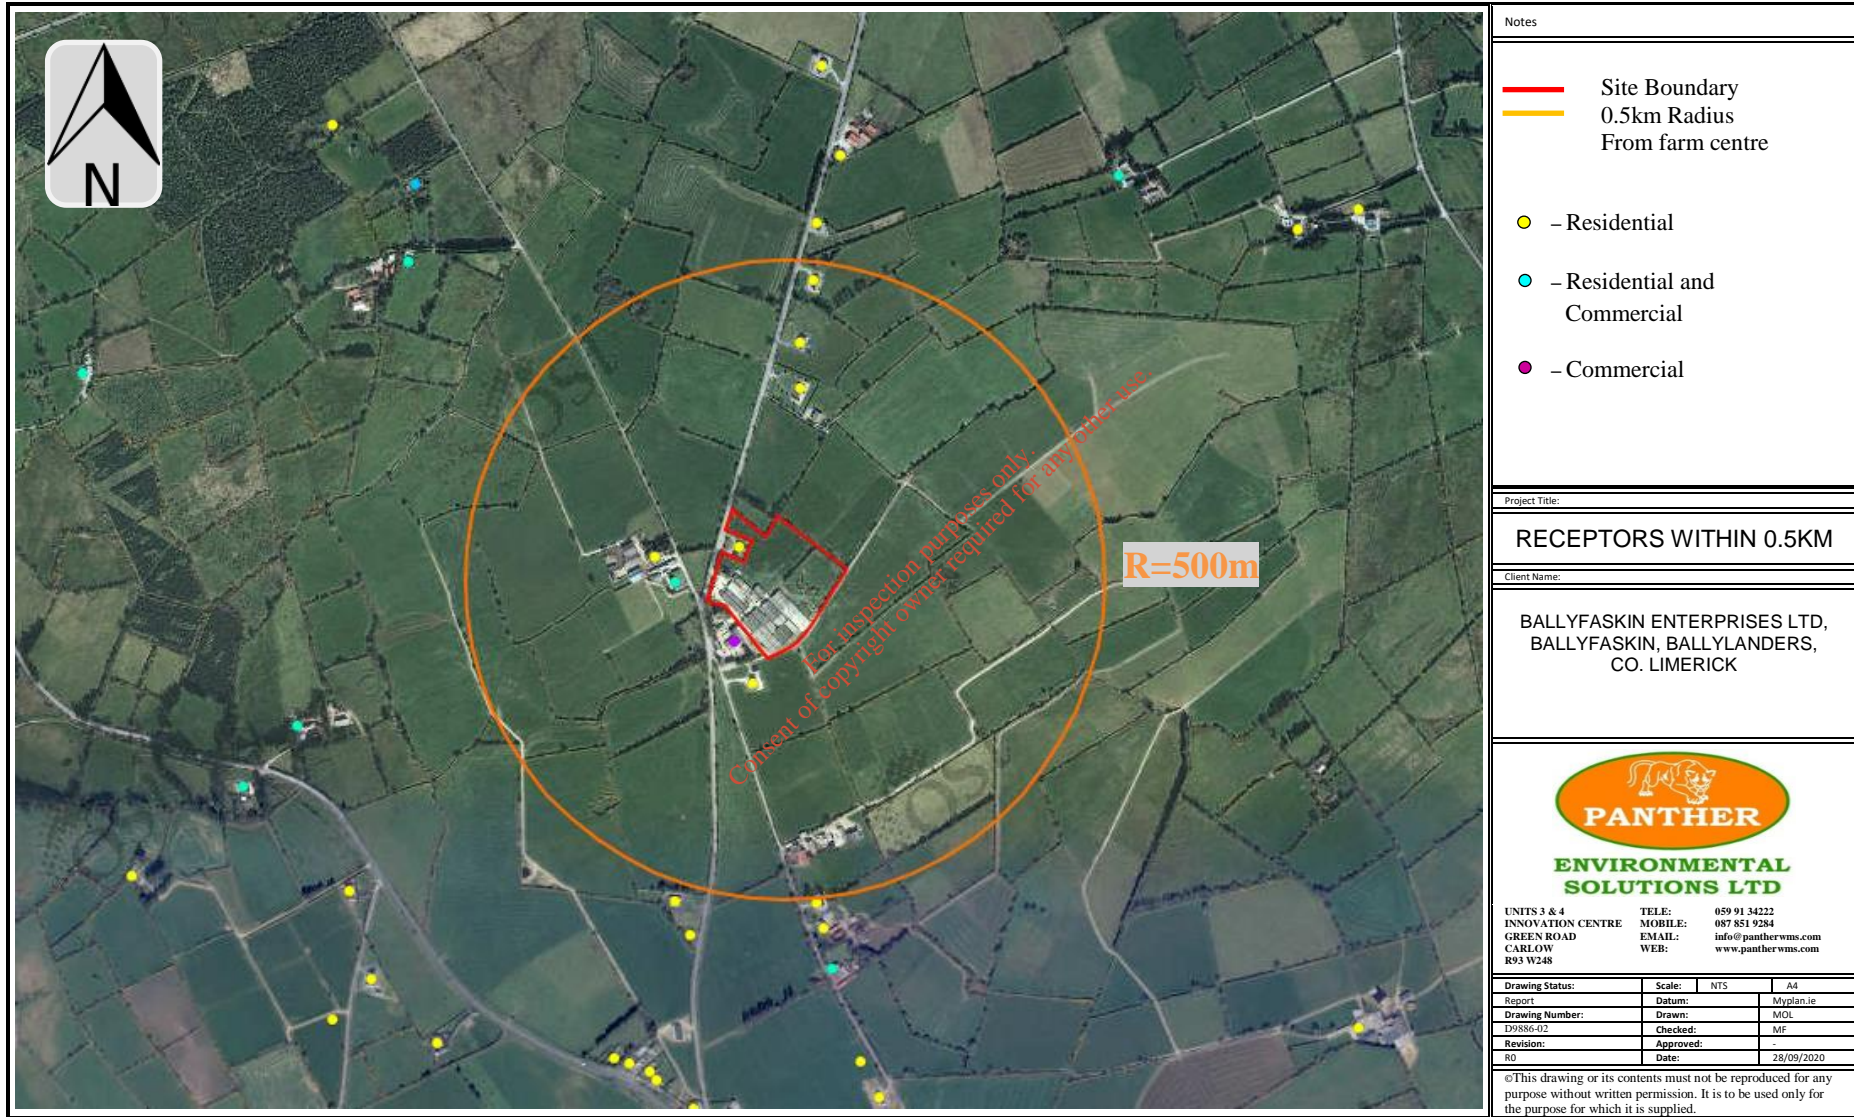 N
R=500m
For inspection purposes only.
Consent of copyright owner required for any other use.
Notes
Site Boundary
0.5km Radius
From farm centre
– Residential
– Residential and
Commercial
– Commercial
Project Title:
RECEPTORS WITHIN 0.5KM
Client Name:
BALLYFASKIN ENTERPRISES LTD,
BALLYFASKIN, BALLYLANDERS,
CO. LIMERICK
PANTHER
ENVIRONMENTAL
SOLUTIONS LTD
UNITS 3 & 4 TELE: 059 91 34222
INNOVATION CENTRE MOBILE: 087 851 9284
GREEN ROAD EMAIL: info@pantherwms.com
CARLOW WEB: www.pantherwms.com
R93 W248
Drawing Status: Scale: NTS A4
Report Datum: Myplan.ie
Drawing Number: Drawn: MOL
D9886-02 Checked: MF
Revision: Approved: -
R0 Date: 28/09/2020
©This drawing or its contents must not be reproduced for any
purpose without written permission. It is to be used only for
the purpose for which it is supplied.